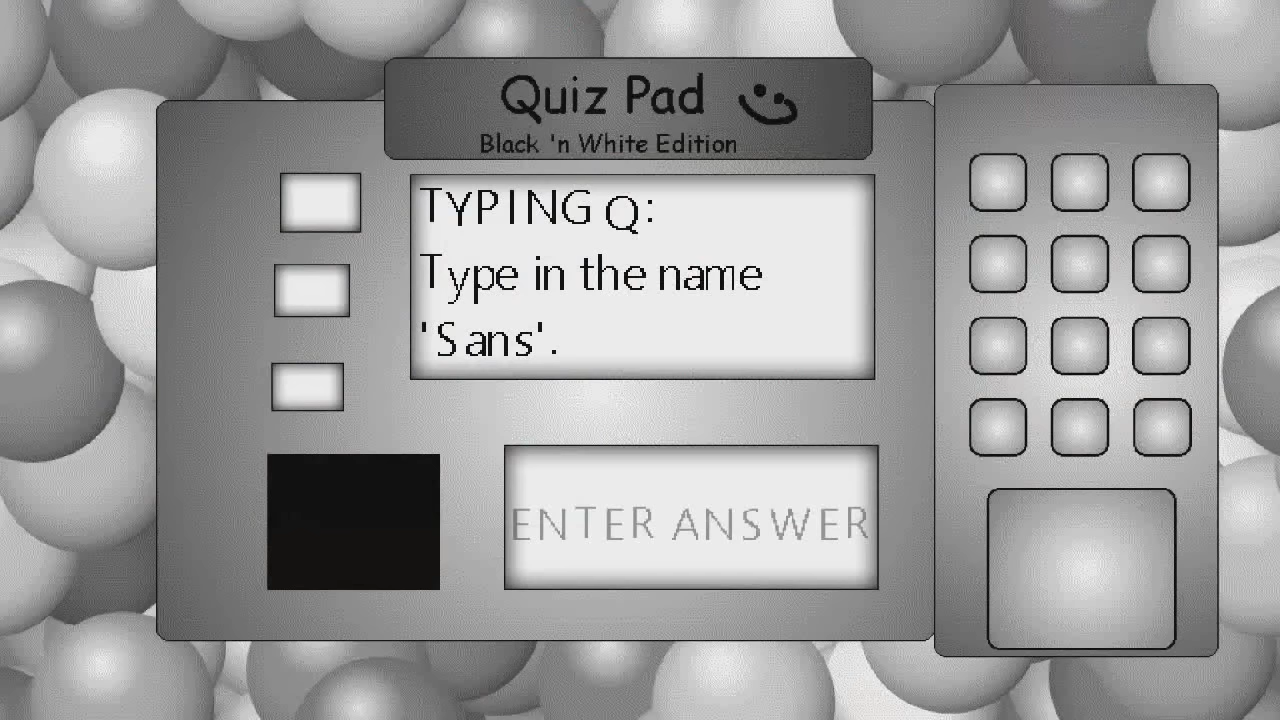 Quiz Pad
Black 'n White Edition
TYPING Q:
Type in the name
'Sans'.
ENTER ANSWER